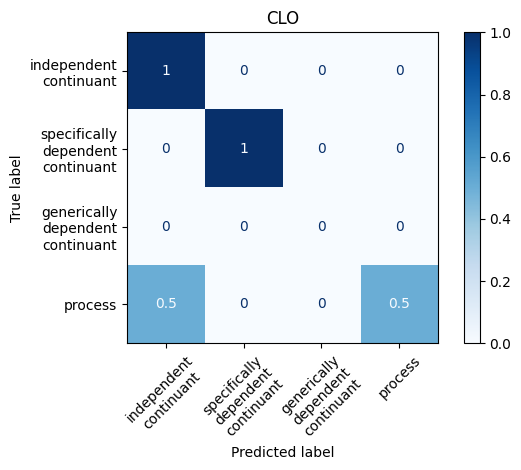 CLO
independent
continuant
1 0 0 0
specifically
dependent
continuant
0 1 0 0
generically
dependent
continuant
0 0 0 0
process
0.5 0 0 0.5
True label
independent
continuant
specifically
dependent
continuant
generically
dependent
continuant
process
Predicted label
1.0
0.8
0.6
0.4
0.2
0.0